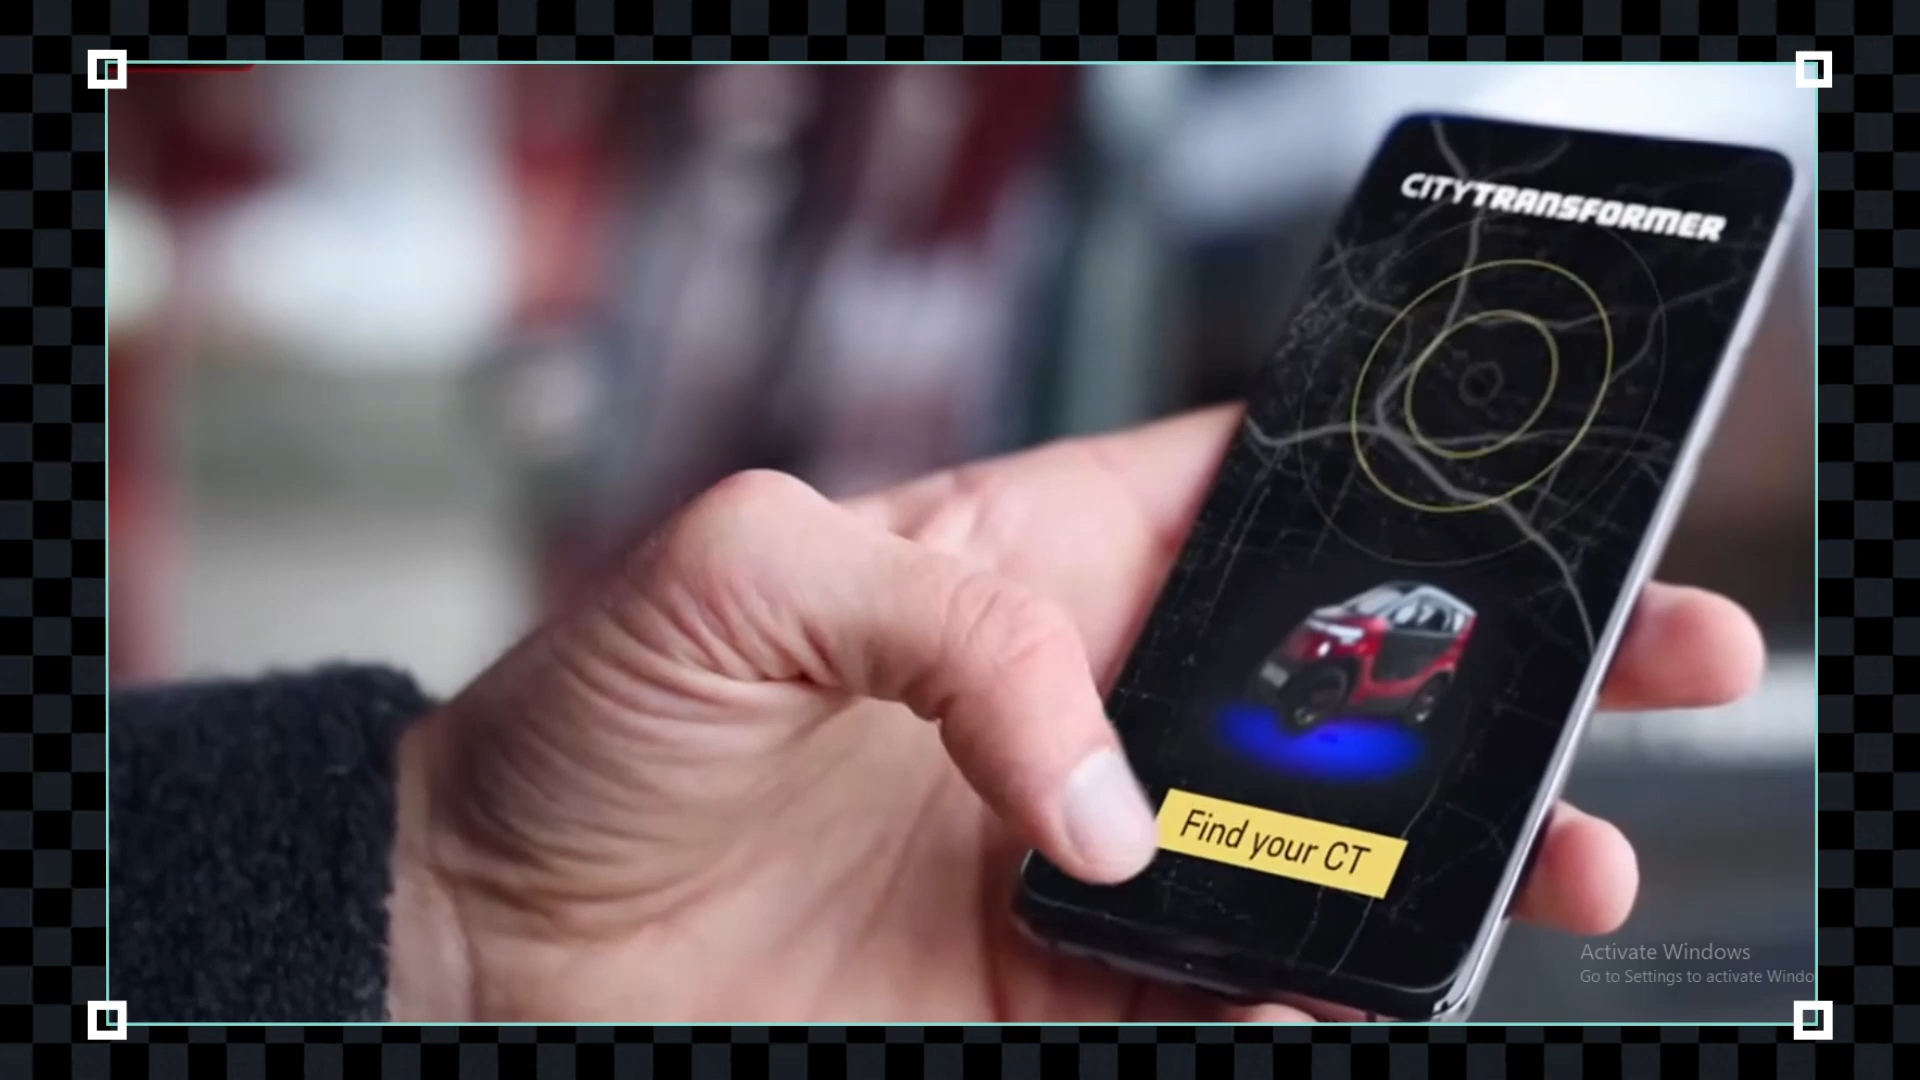 CITYTRANSFORMER
Find your CT
Activate Windows
Go to Settings to activate Windo